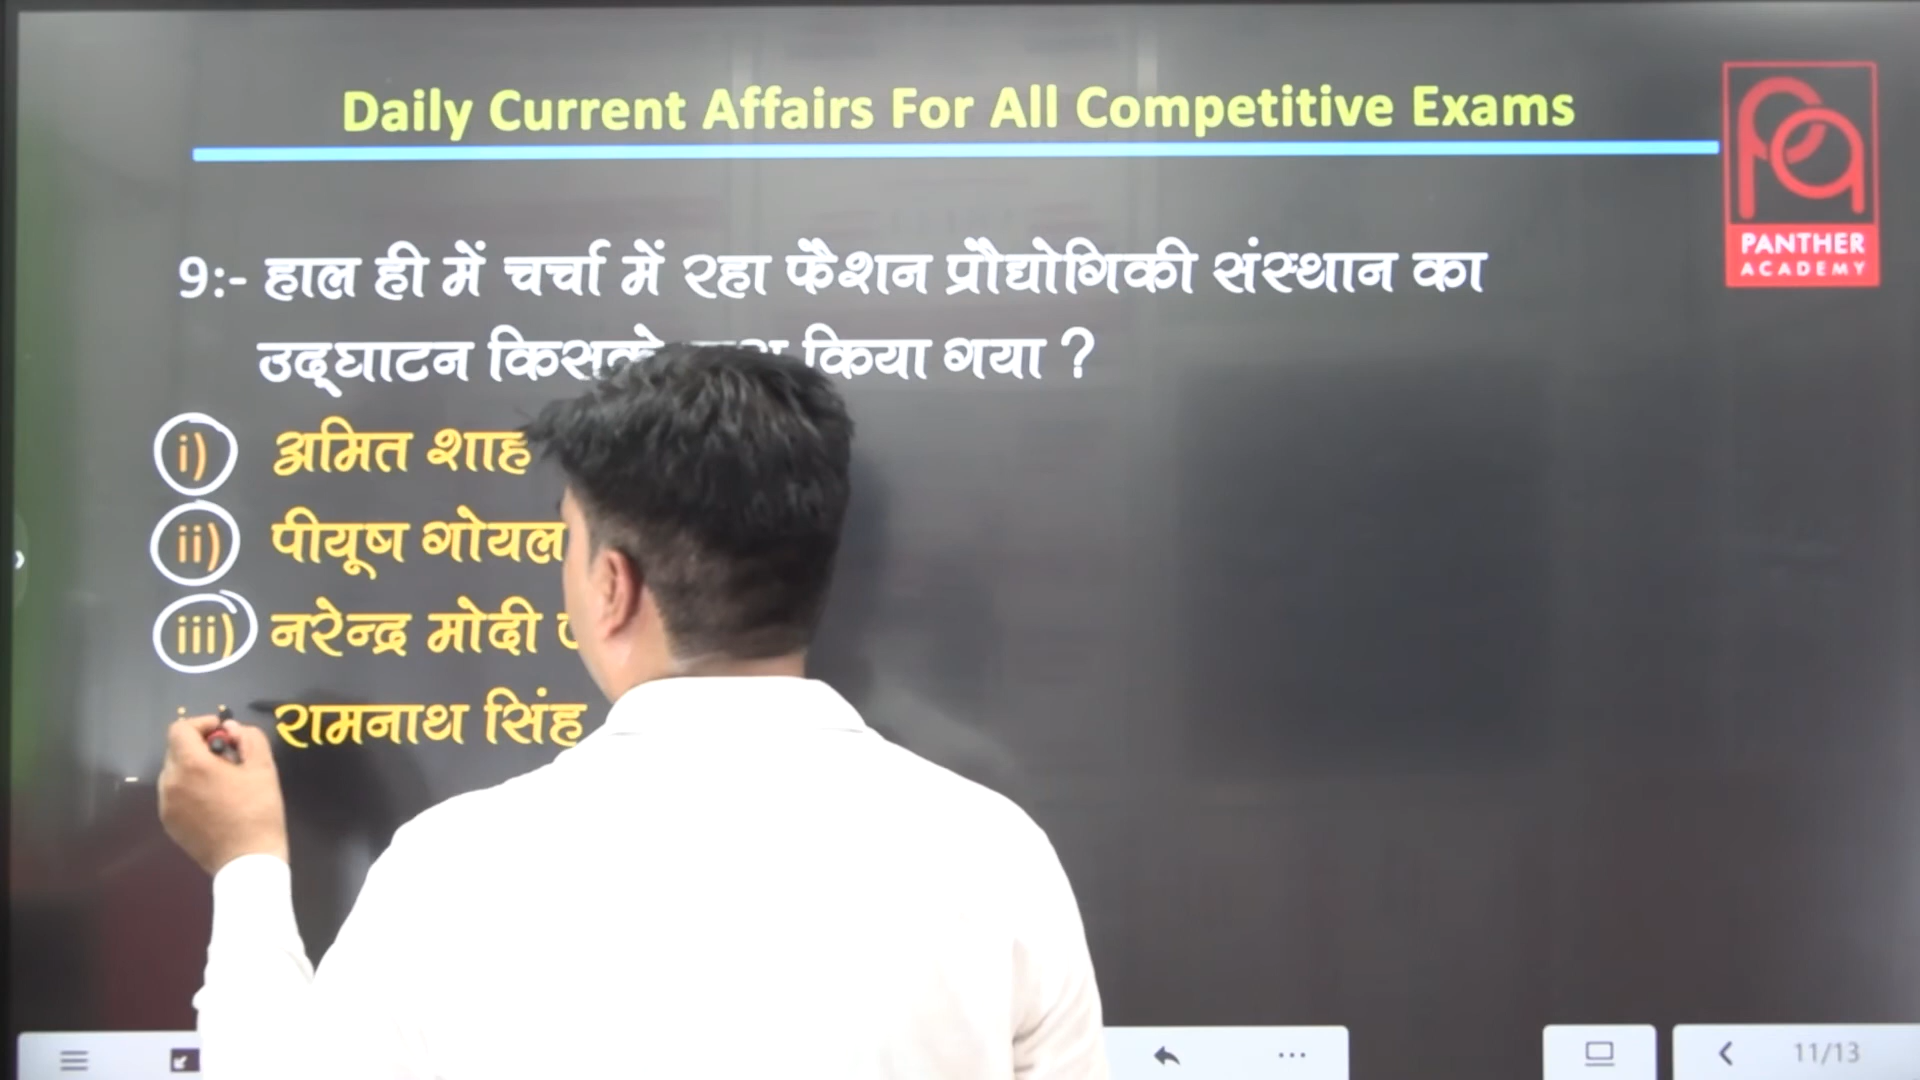 Daily Current Affairs For All Competitive Exams
PANTHER
ACADEMY
9:- हाल ही में चर्चा में रहा फैशन प्रौद्योगिकी संस्थान का
उद्घाटन किसके किया गया ?
i) अमित शाह
ii) पीयूष गोयल
iii) नरेन्द्र मोदी
रामनाथ सिंह
11/13